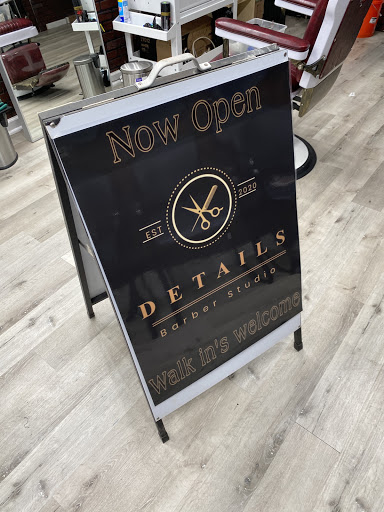 Now Open
EST 2020
DETAILS
Barber Studio
Walk in's welcome